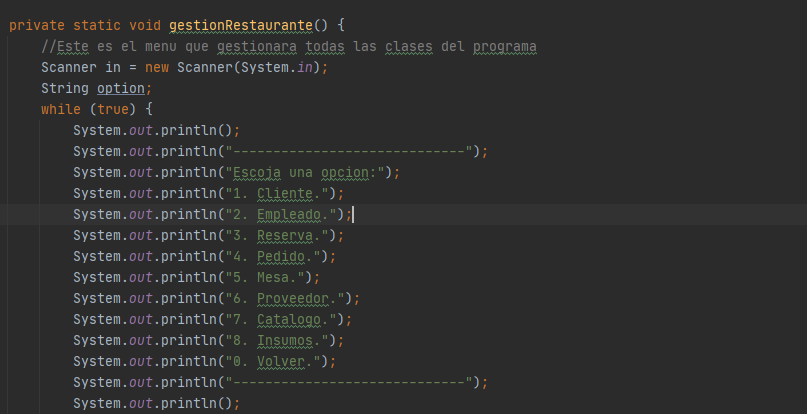 private static void gestionRestaurante() {
//Este es el menu que gestionara todas las clases del programa
Scanner in = new Scanner(System.in);
String option;
while (true) {
System.out.println();
System.out.println("-----------------------------");
System.out.println("Escoja una opcion:");
System.out.println("1. Cliente.");
System.out.println("2. Empleado.");
System.out.println("3. Reserva.");
System.out.println("4. Pedido.");
System.out.println("5. Mesa.");
System.out.println("6. Proveedor.");
System.out.println("7. Catalogo.");
System.out.println("8. Insumos.");
System.out.println("0. Volver.");
System.out.println("-----------------------------");
System.out.println();